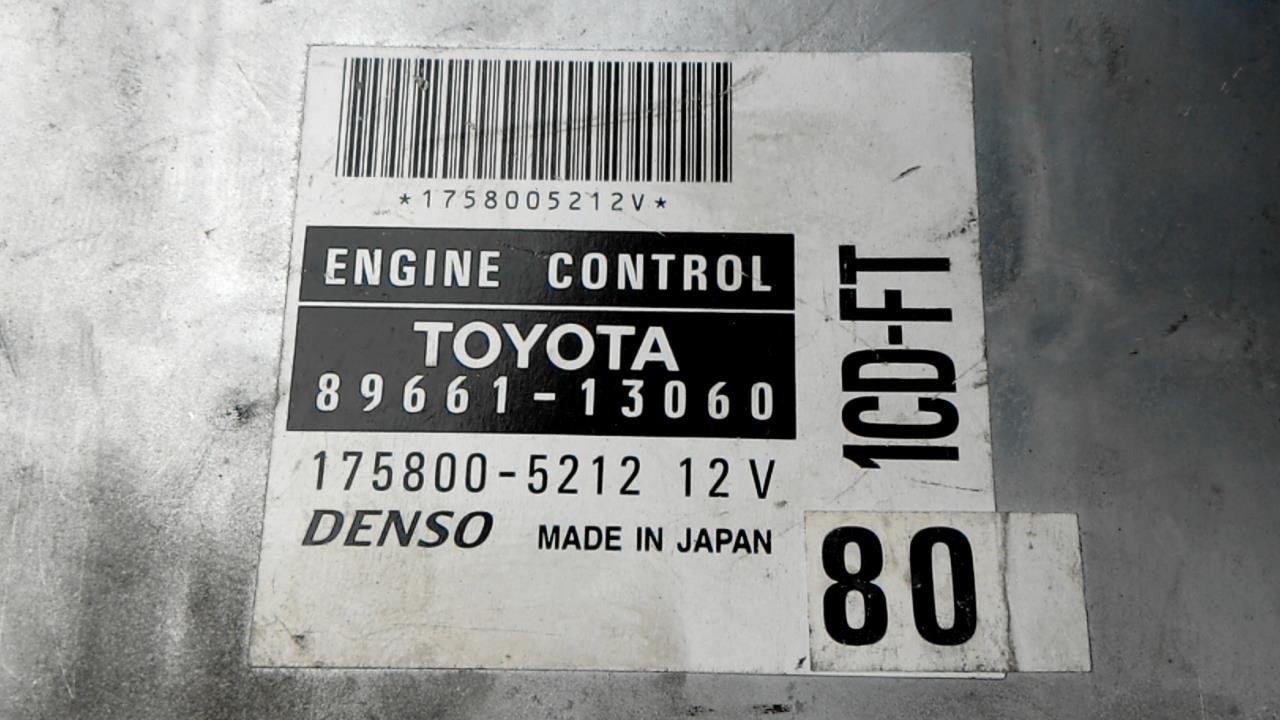 *1758005212V*
ENGINE CONTROL
TOYOTA
89661-13060
175800-5212 12V
DENSO MADE IN JAPAN
1CD-FT
80